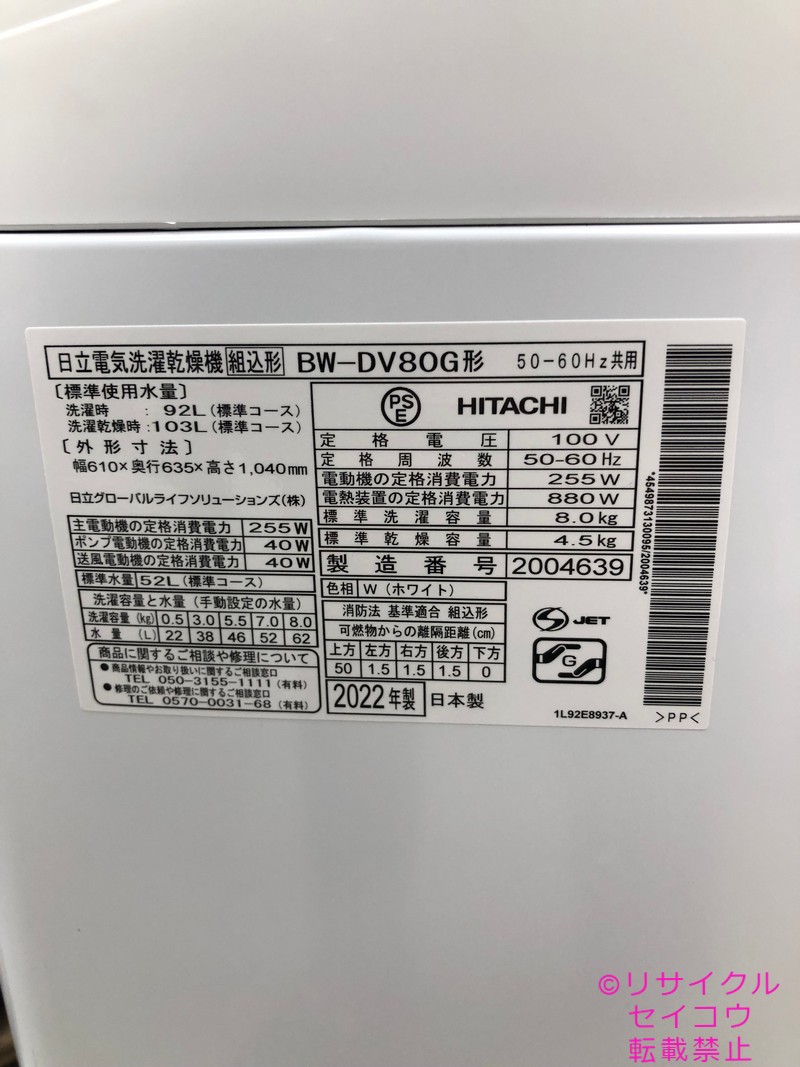 日立電気洗濯乾燥機 組込形 BW-DV80G形 50-60Hz共用
〔標準使用水量〕
洗濯時 : 92L(標準コース)
洗濯乾燥時:103L(標準コース)
〔外形寸法〕
幅610×奥行635×高さ1,040mm
日立グローバルライフソリューションズ(株)
主電動機の定格消費電力 255W
ポンプ電動機の定格消費電力 40W
送風電動機の定格消費電力 40W
標準水量 52L(標準コース)
洗濯容量と水量(手動設定の水量)
洗濯容量(kg) 0.5 3.0 5.5 7.0 8.0
水量(L) 22 38 46 52 62
商品に関するご相談や修理について
●商品情報やお取り扱いに関するご相談窓口
TEL 050-3155-1111(有料)
●修理のご依頼や修理に関するご相談窓口
TEL 0570-0031-68(有料)
PSE HITACHI
定格電圧 100V
定格周波数 50-60Hz
電動機の定格消費電力 255W
電熱装置の定格消費電力 880W
標準洗濯容量 8.0kg
標準乾燥容量 4.5kg
製造番号 2004639
色相 W(ホワイト)
消防法 基準適合 組込形
可燃物からの離隔距離(cm)
上方 左方 右方 後方 下方
50 1.5 1.5 1.5 0
2022年製 日本製
S JET
G
1L92E8937-A
*4549873130095/2004639*
>PP<
©リサイクル
セイコウ
転載禁止